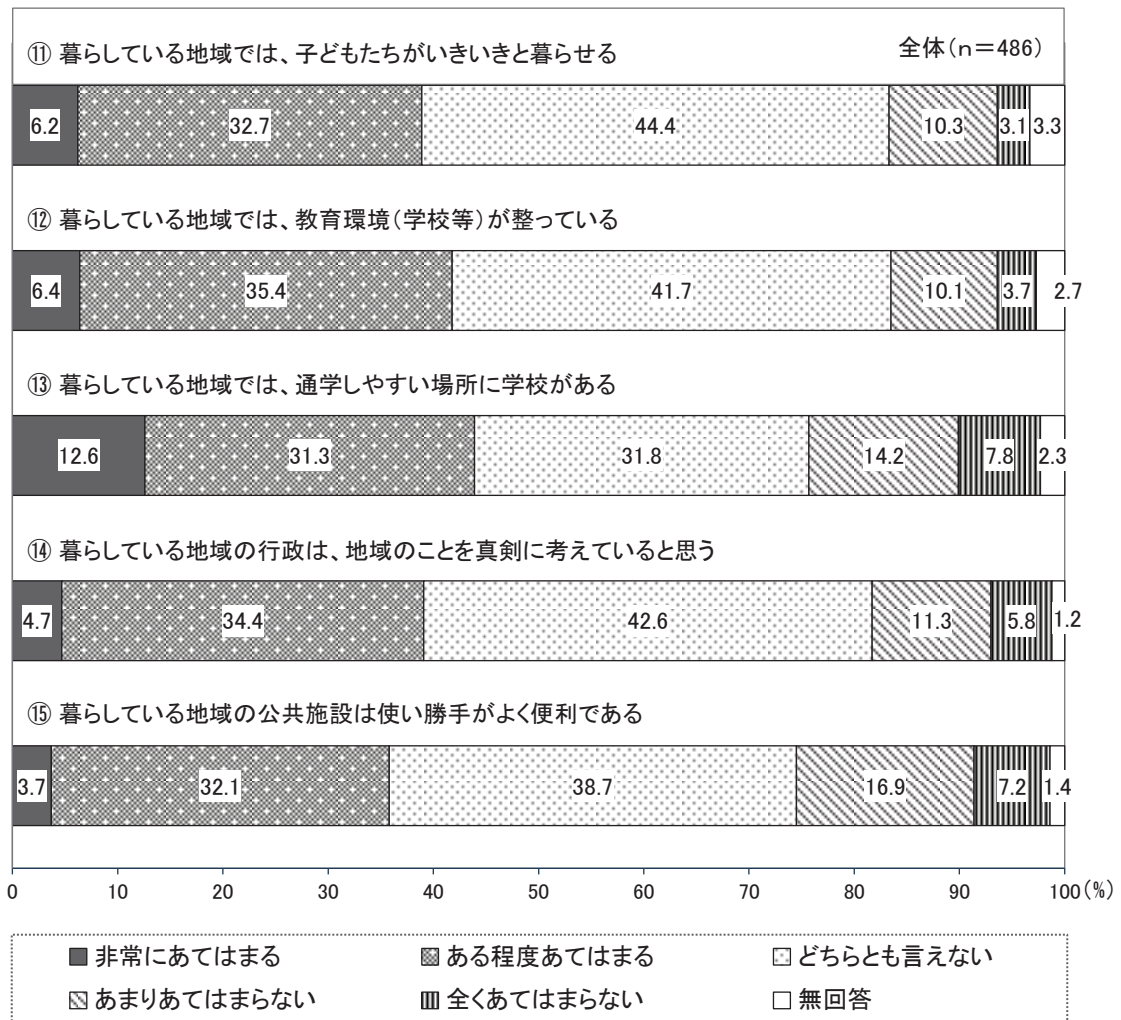 ⑪ 暮らしている地域では、子どもたちがいきいきと暮らせる 全体(n=486)
6.2 32.7 44.4 10.3 3.1 3.3
⑫ 暮らしている地域では、教育環境(学校等)が整っている
6.4 35.4 41.7 10.1 3.7 2.7
⑬ 暮らしている地域では、通学しやすい場所に学校がある
12.6 31.3 31.8 14.2 7.8 2.3
⑭ 暮らしている地域の行政は、地域のことを真剣に考えていると思う
4.7 34.4 42.6 11.3 5.8 1.2
⑮ 暮らしている地域の公共施設は使い勝手がよく便利である
3.7 32.1 38.7 16.9 7.2 1.4
0 10 20 30 40 50 60 70 80 90 100(%)
非常にあてはまる ある程度あてはまる どちらとも言えない
あまりあてはまらない 全くあてはまらない 無回答